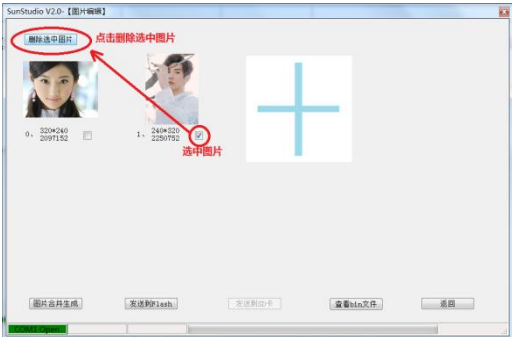 SunStudio V2.0-【图片编辑】
删除选中图片 点击删除选中图片
0、 320*240
2097152
1、 240*320
2250752
选中图片
图片合并生成 发送到Flash 发送到SD卡 查看bin文件 返回
COM1 Open